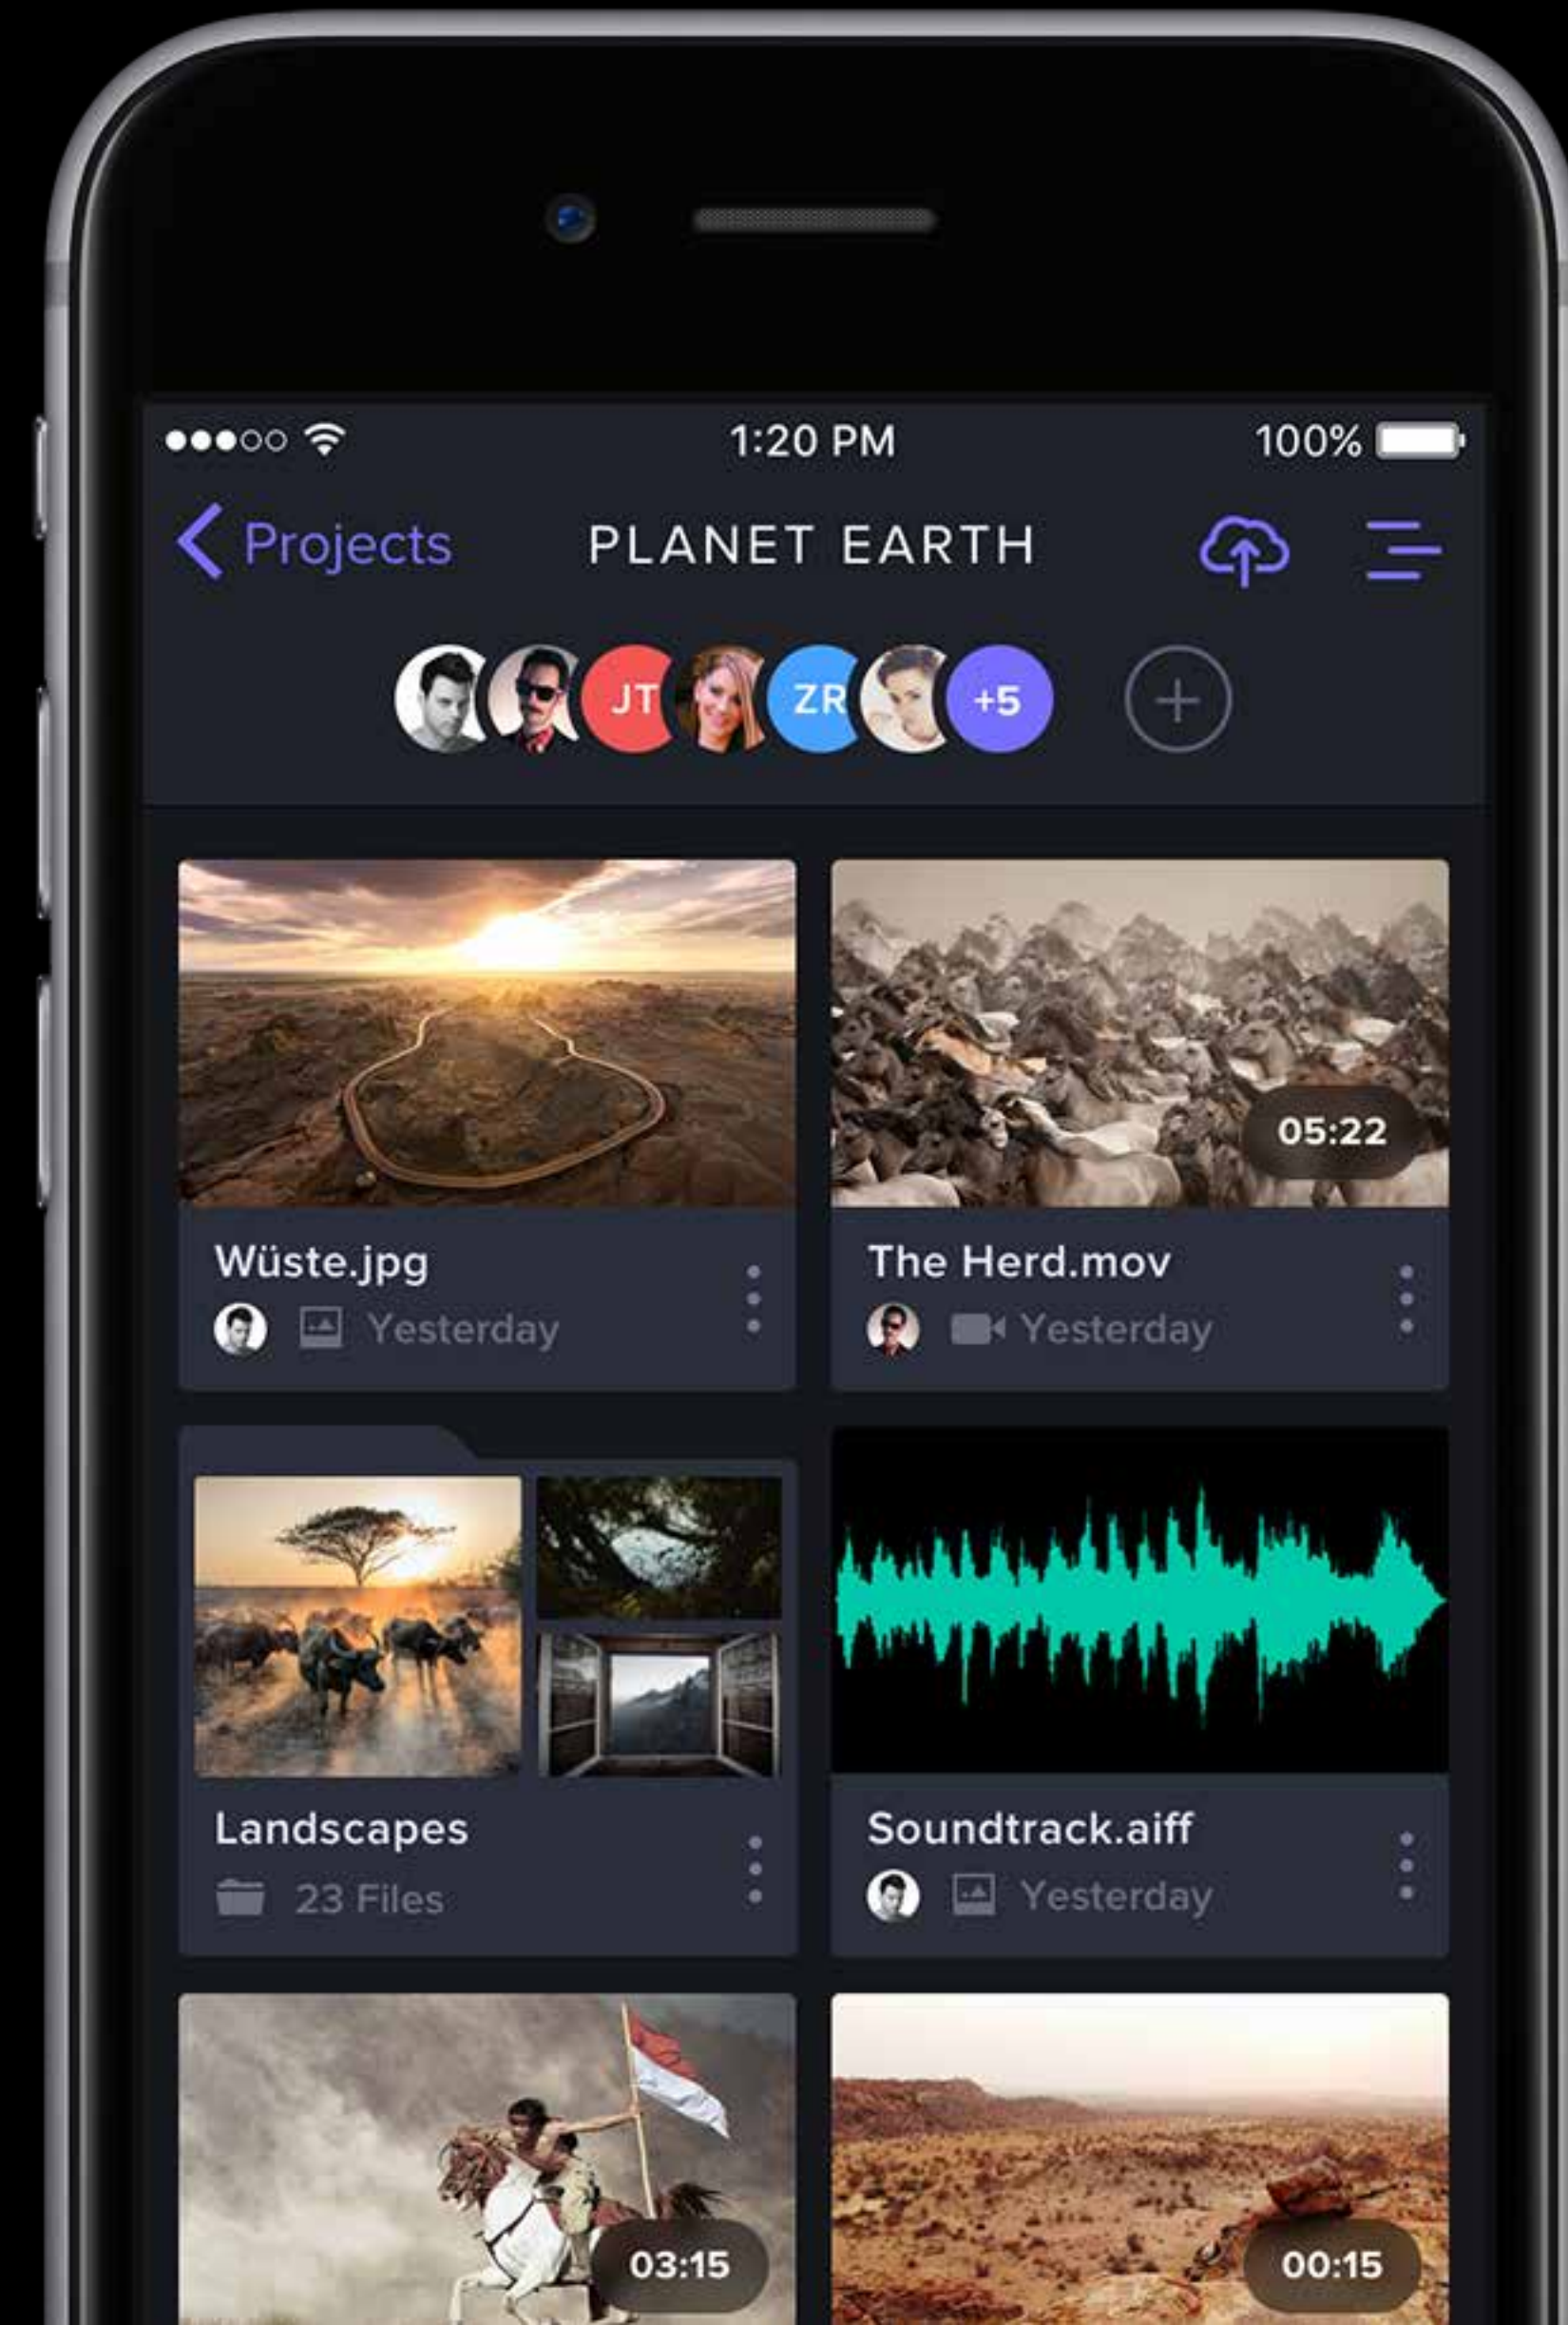 1:20 PM
100%
Projects
PLANET EARTH
JT
ZR
+5
05:22
Wüste.jpg
Yesterday
The Herd.mov
Yesterday
Landscapes
23 Files
Soundtrack.aiff
Yesterday
03:15
00:15